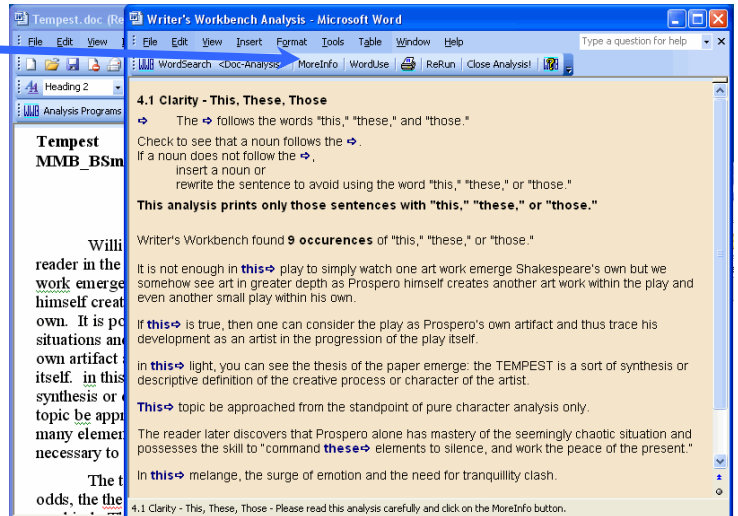 Tempest.doc (Re
File Edit View
Heading 2
Analysis Programs
Tempest
MMB_BSm
Willi
reader in the
work emerge
himself creat
own. It is po
situations and
own artifact
itself. in this
synthesis or
topic be appr
many elemen
necessary to
The t
odds, the the
Writer's Workbench Analysis - Microsoft Word
File Edit View Insert Format Tools Table Window Help Type a question for help
WordSearch <Doc-Analysis MoreInfo WordUse ReRun Close Analysis!
4.1 Clarity - This, These, Those
⇨ The ⇨ follows the words "this," "these," and "those."
Check to see that a noun follows the ⇨.
If a noun does not follow the ⇨,
insert a noun or
rewrite the sentence to avoid using the word "this," "these," or "those."
This analysis prints only those sentences with "this," "these," or "those."
Writer's Workbench found 9 occurences of "this," "these," or "those."
It is not enough in this⇨ play to simply watch one art work emerge Shakespeare's own but we
somehow see art in greater depth as Prospero himself creates another art work within the play and
even another small play within his own.
If this⇨ is true, then one can consider the play as Prospero's own artifact and thus trace his
development as an artist in the progression of the play itself.
in this⇨ light, you can see the thesis of the paper emerge: the TEMPEST is a sort of synthesis or
descriptive definition of the creative process or character of the artist.
This⇨ topic be approached from the standpoint of pure character analysis only.
The reader later discovers that Prospero alone has mastery of the seemingly chaotic situation and
possesses the skill to "command these⇨ elements to silence, and work the peace of the present."
In this⇨ melange, the surge of emotion and the need for tranquillity clash.
4.1 Clarity - This, These, Those - Please read this analysis carefully and click on the MoreInfo button.